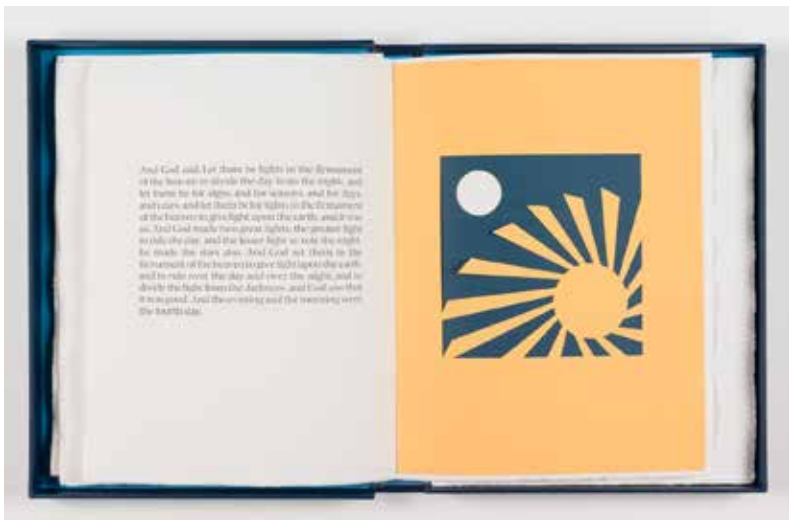 And God said, Let there be lights in the firmament
of the heaven to divide the day from the night, and
let them be for signs, and for seasons, and for days,
and years, and let them be for lights in the firmament
of the heaven to give light upon the earth, and it was
so. And God made two great lights, the greater light
to rule the day, and the lesser light to rule the night,
he made the stars also. And God set them in the
firmament of the heaven to give light upon the earth
and to rule over the day and over the night, and to
divide the light from the darkness, and God saw that
it was good. And the evening and the morning were
the fourth day.